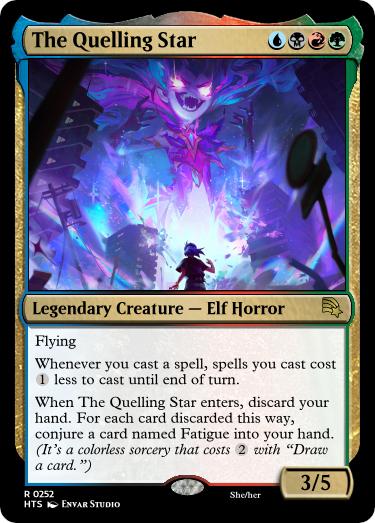 The Quelling Star
Legendary Creature — Elf Horror
Flying
Whenever you cast a spell, spells you cast cost
1 less to cast until end of turn.
When The Quelling Star enters, discard your
hand. For each card discarded this way,
conjure a card named Fatigue into your hand.
(It's a colorless sorcery that costs 2 with “Draw
a card.”)
3/5
R 0252
HTS Envar Studio
She/her